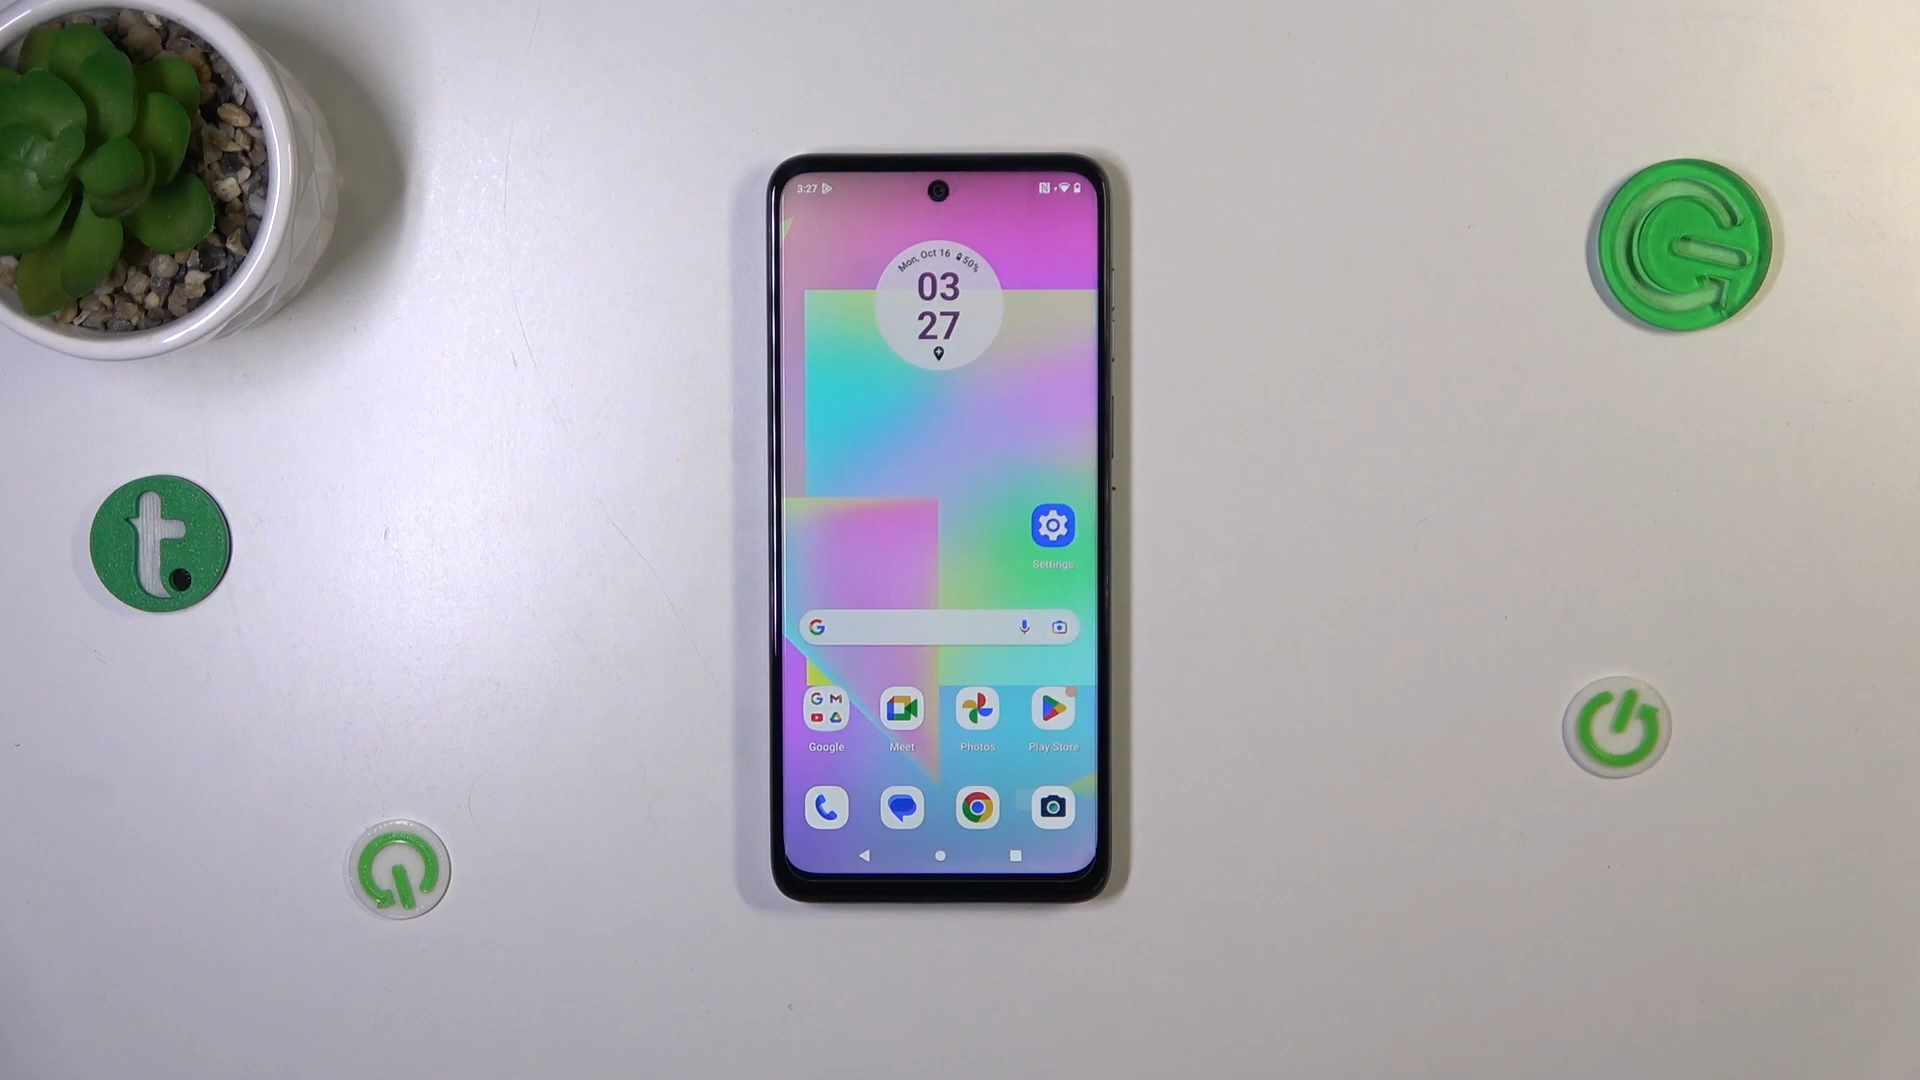 3:27
Mon, Oct 16 50%
03
27
Settings
Google Meet Photos Play Store
t.